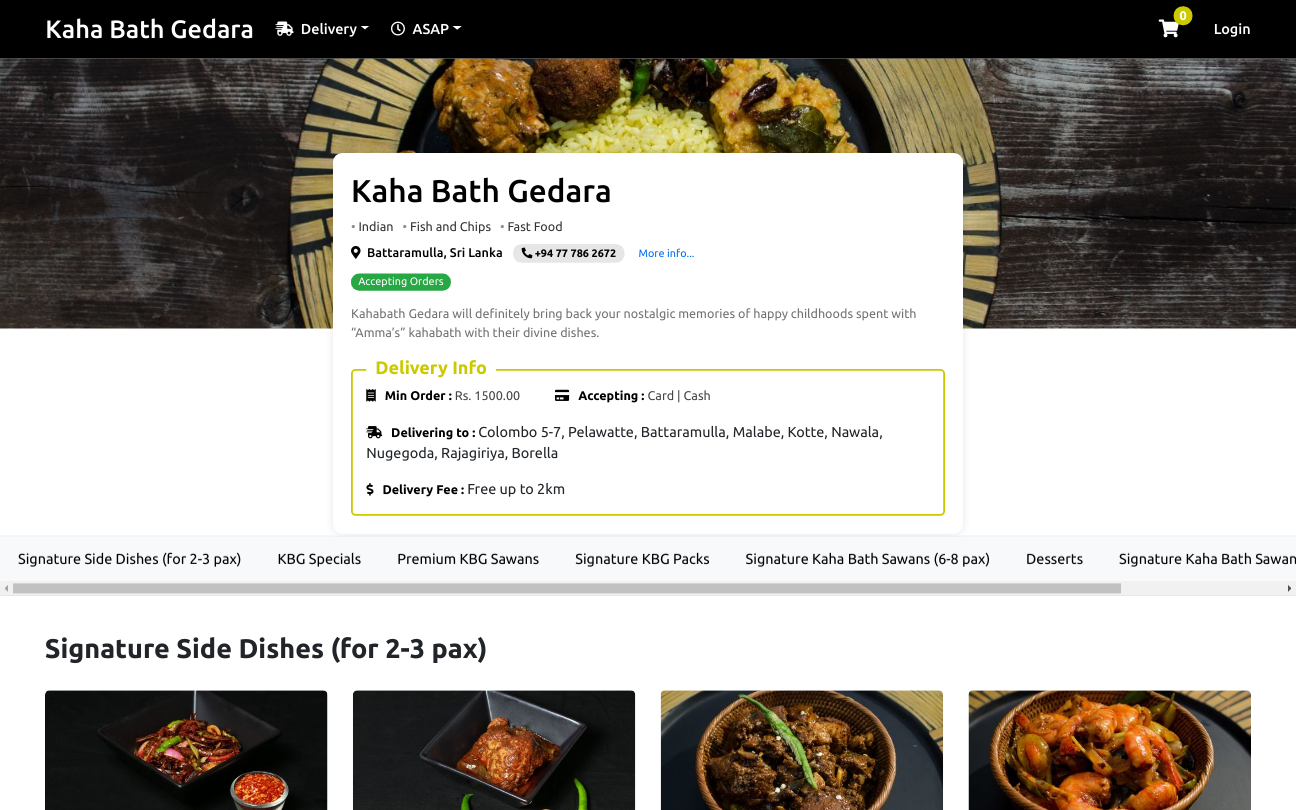 Kaha Bath Gedara Delivery ASAP 0 Login
Kaha Bath Gedara
• Indian • Fish and Chips • Fast Food
Battaramulla, Sri Lanka +94 77 786 2672 More info...
Accepting Orders
Kahabath Gedara will definitely bring back your nostalgic memories of happy childhoods spent with
“Amma’s” kahabath with their divine dishes.
Delivery Info
Min Order : Rs. 1500.00 Accepting : Card | Cash
Delivering to : Colombo 5-7, Pelawatte, Battaramulla, Malabe, Kotte, Nawala,
Nugegoda, Rajagiriya, Borella
$ Delivery Fee : Free up to 2km
Signature Side Dishes (for 2-3 pax) KBG Specials Premium KBG Sawans Signature KBG Packs Signature Kaha Bath Sawans (6-8 pax) Desserts Signature Kaha Bath Sawan
Signature Side Dishes (for 2-3 pax)